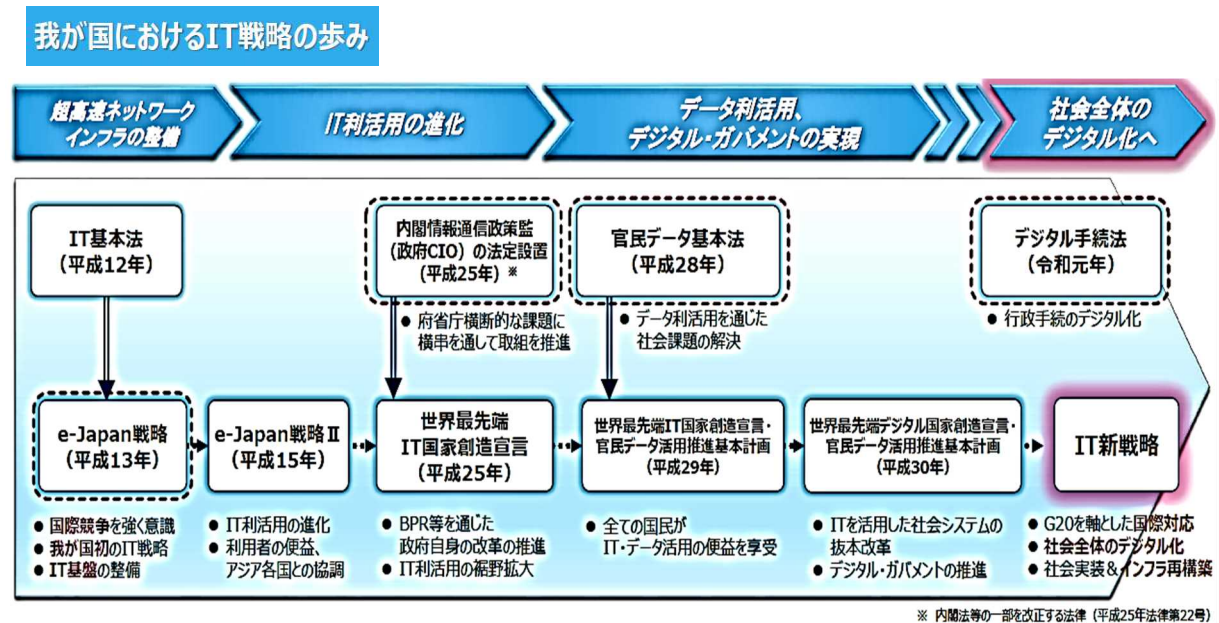 我が国におけるIT戦略の歩み
超高速ネットワーク
インフラの整備
IT利活用の進化
データ利活用、
デジタル・ガバメントの実現
社会全体の
デジタル化へ
IT基本法
（平成12年）
内閣情報通信政策監
（政府CIO）の法定設置
（平成25年）※
● 府省庁横断的な課題に
横串を通して取組を推進
官民データ基本法
（平成28年）
● データ利活用を通じた
社会課題の解決
デジタル手続法
（令和元年）
● 行政手続のデジタル化
e-Japan戦略
（平成13年）
● 国際競争を強く意識
● 我が国初のIT戦略
● IT基盤の整備
e-Japan戦略Ⅱ
（平成15年）
● IT利活用の進化
● 利用者の便益、
アジア各国との協調
世界最先端
IT国家創造宣言
（平成25年）
● BPR等を通じた
政府自身の改革の推進
● IT利活用の裾野拡大
世界最先端IT国家創造宣言・
官民データ活用推進基本計画
（平成29年）
● 全ての国民が
IT・データ活用の便益を享受
世界最先端デジタル国家創造宣言・
官民データ活用推進基本計画
（平成30年）
● ITを活用した社会システムの
抜本改革
● デジタル・ガバメントの推進
IT新戦略
● G20を軸とした国際対応
● 社会全体のデジタル化
● 社会実装＆インフラ再構築
※ 内閣法等の一部を改正する法律（平成25年法律第22号）